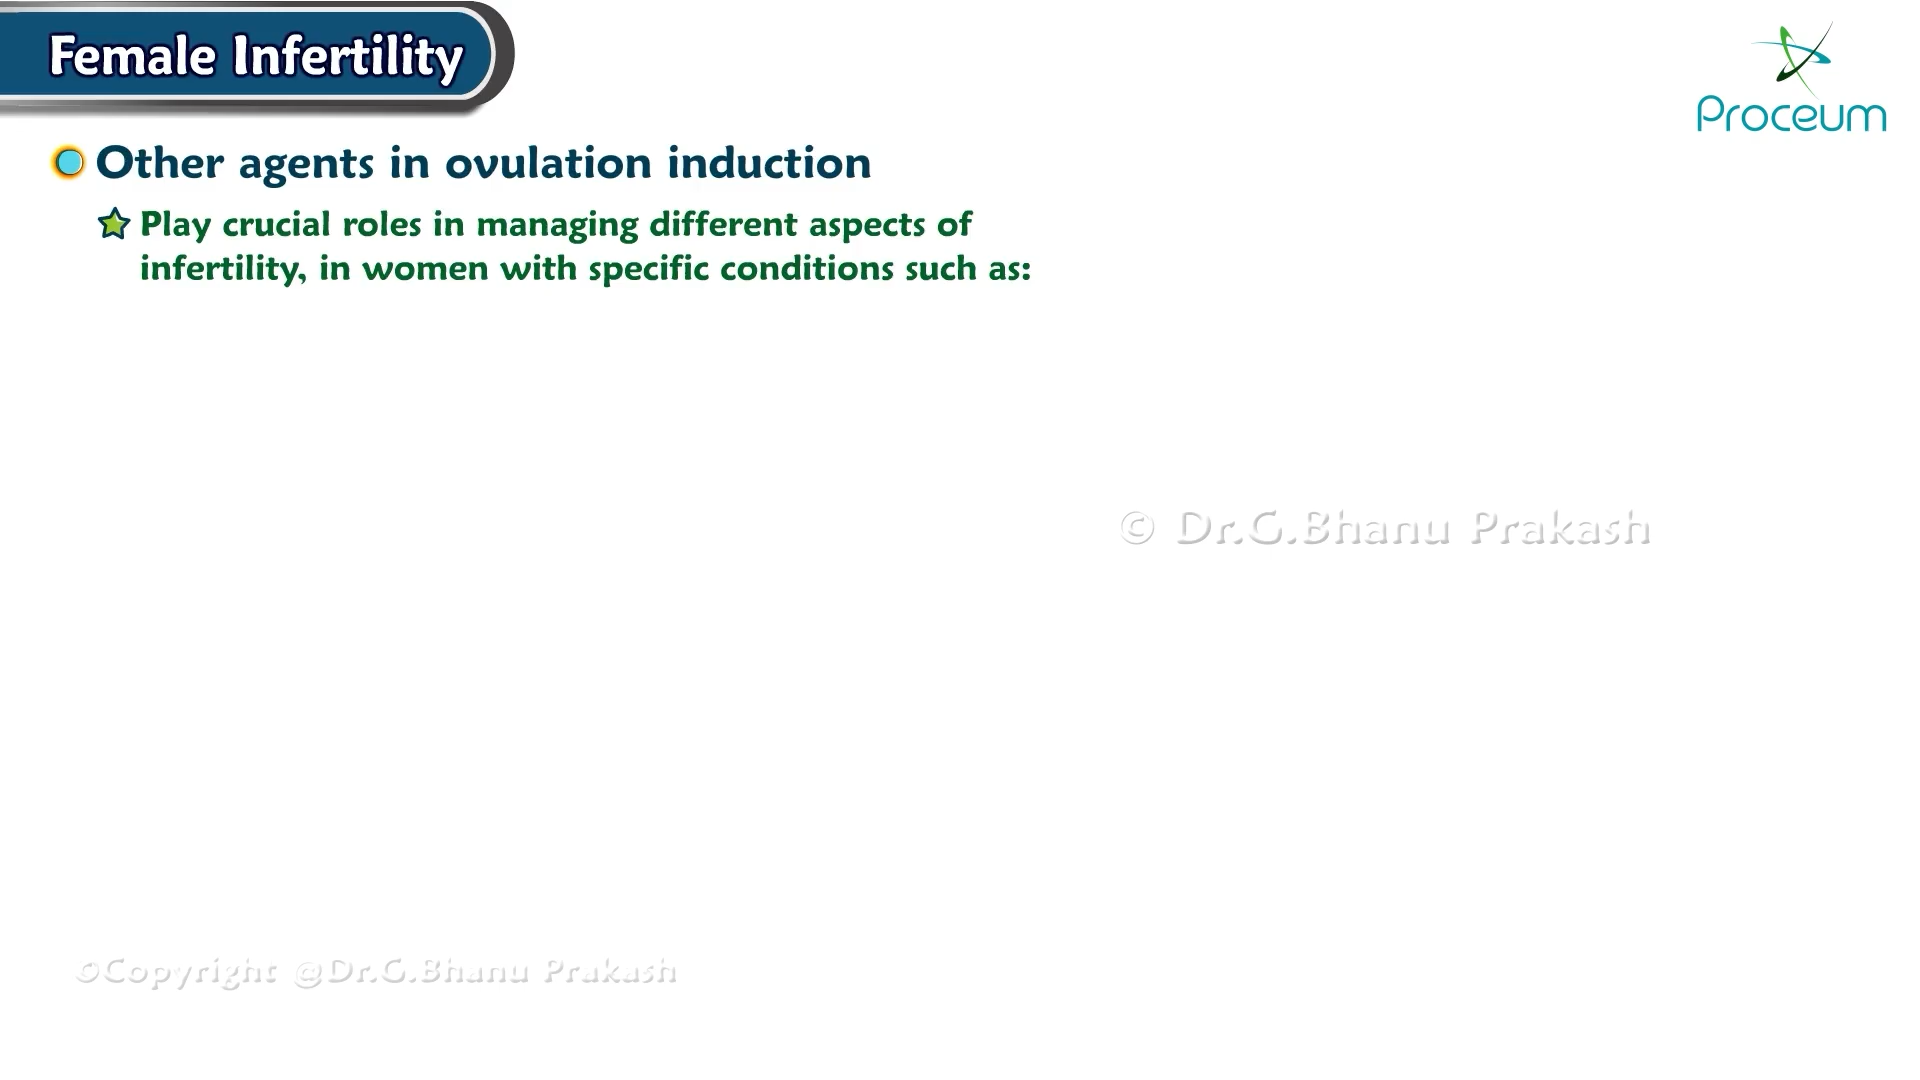 Female Infertility
Proceum
Other agents in ovulation induction
Play crucial roles in managing different aspects of
infertility, in women with specific conditions such as:
© Dr.G.Bhanu Prakash
©Copyright @Dr.G.Bhanu Prakash